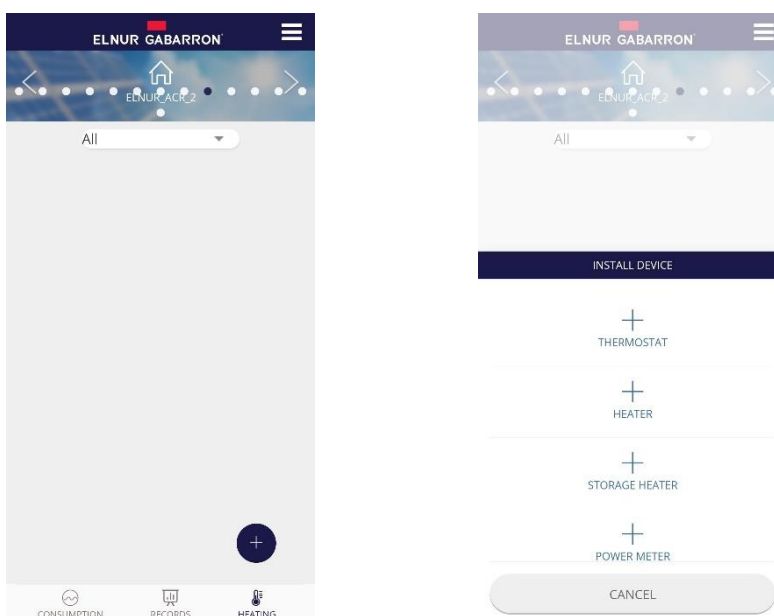 ELNUR GABARRON
ELNUR_ACR_2
All
+
CONSUMPTION
RECORDS
HEATING
ELNUR GABARRON
ELNUR_ACR_2
All
INSTALL DEVICE
THERMOSTAT
HEATER
STORAGE HEATER
POWER METER
CANCEL